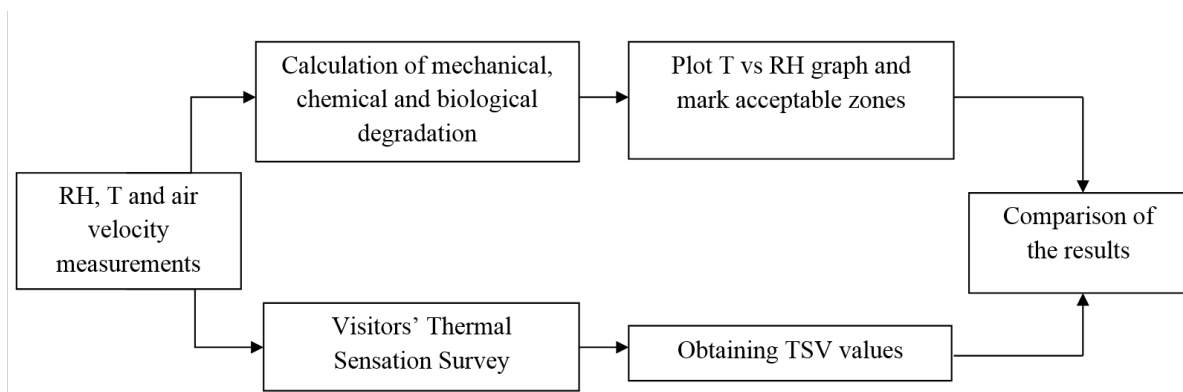 RH, T and air
velocity
measurements
Calculation of mechanical,
chemical and biological
degradation
Plot T vs RH graph and
mark acceptable zones
Visitors’ Thermal
Sensation Survey
Obtaining TSV values
Comparison of
the results